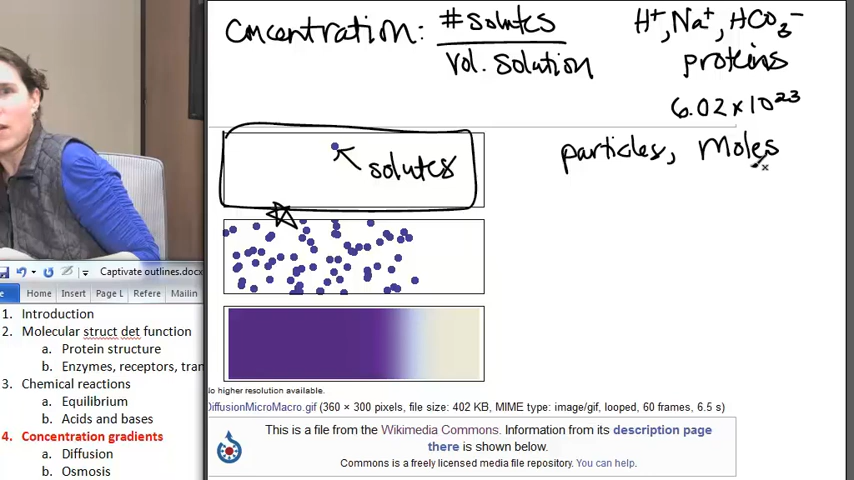 Concentration: #solutes H+, Na+, HCO3-
vol. solution proteins
6.02 x 10^23
particles, Moles
solutes
Captivate outlines.docx
Home Insert Page L Refere Mailin
1. Introduction
2. Molecular struct det function
a. Protein structure
b. Enzymes, receptors, tran
3. Chemical reactions
a. Equilibrium
b. Acids and bases
4. Concentration gradients
a. Diffusion
b. Osmosis
No higher resolution available.
DiffusionMicroMacro.gif (360 × 300 pixels, file size: 402 KB, MIME type: image/gif, looped, 60 frames, 6.5 s)
This is a file from the Wikimedia Commons. Information from its description page
there is shown below.
Commons is a freely licensed media file repository. You can help.